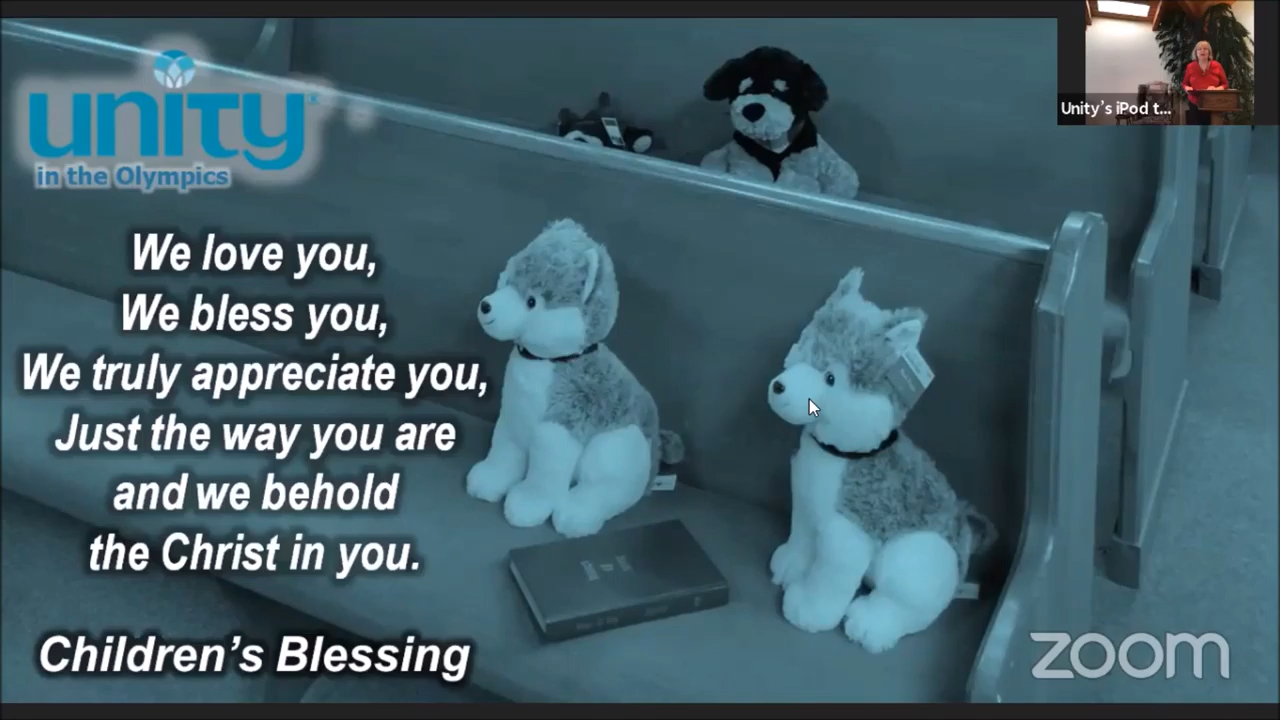 unity
in the Olympics
Unity's iPod t...
We love you,
We bless you,
We truly appreciate you,
Just the way you are
and we behold
the Christ in you.
Children's Blessing
zoom